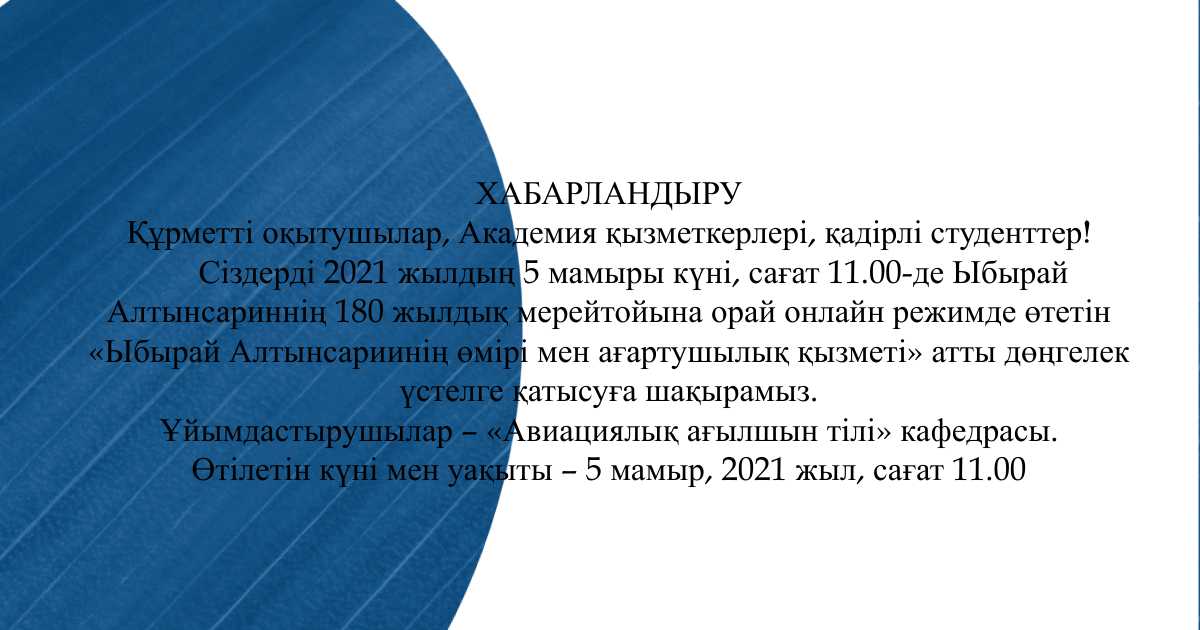 ХАБАРЛАНДЫРУ
Құрметті оқытушылар, Академия қызметкерлері, қадірлі студенттер!
Сіздерді 2021 жылдың 5 мамыры күні, сағат 11.00-де Ыбырай
Алтынсариннің 180 жылдық мерейтойына орай онлайн режимде өтетін
«Ыбырай Алтынсариинің өмірі мен ағартушылық қызметі» атты дөңгелек
үстелге қатысуға шақырамыз.
Ұйымдастырушылар – «Авиациялық ағылшын тілі» кафедрасы.
Өтілетін күні мен уақыты – 5 мамыр, 2021 жыл, сағат 11.00